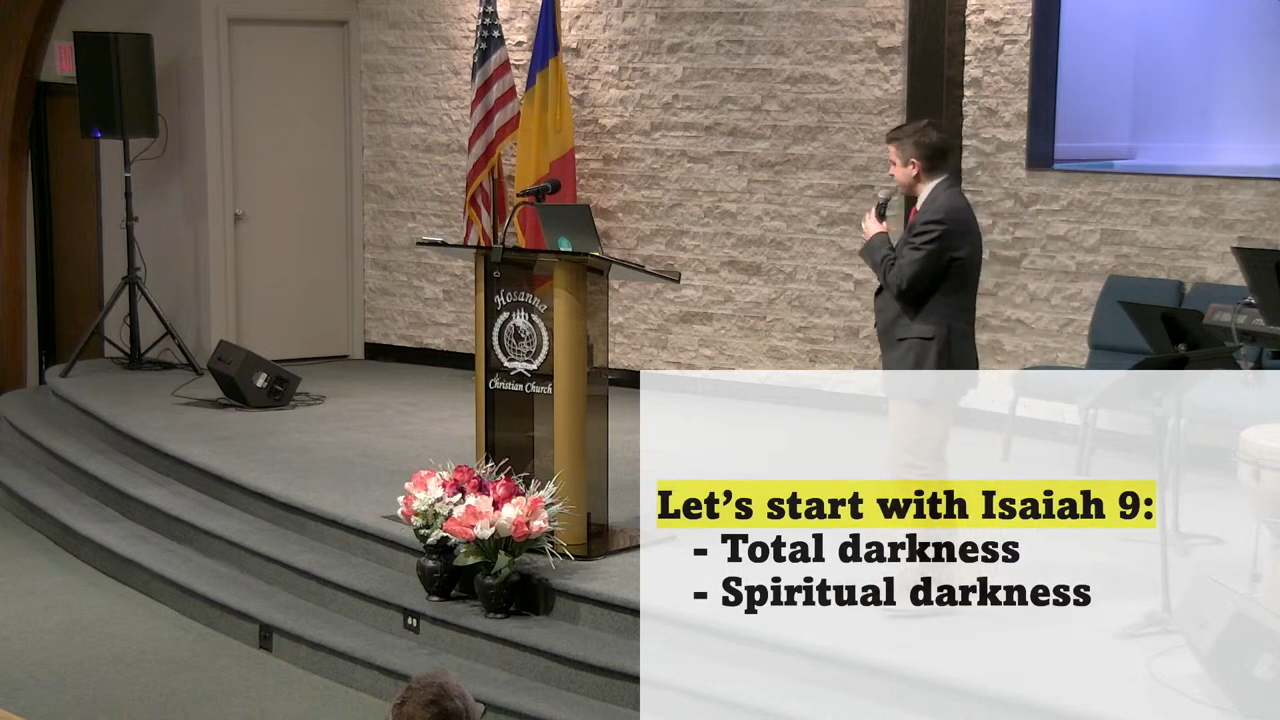 Hosanna
Christian Church
Let's start with Isaiah 9:
- Total darkness
- Spiritual darkness